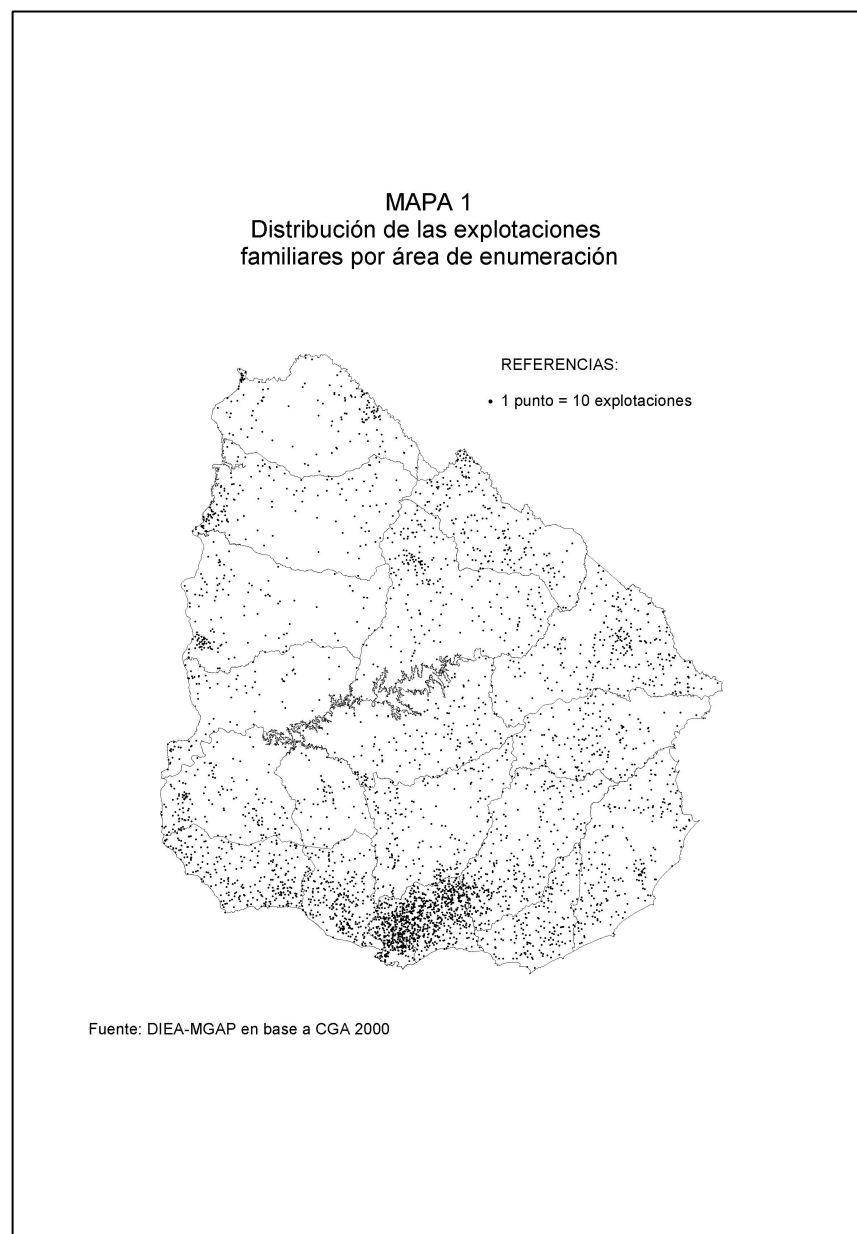 MAPA 1
Distribución de las explotaciones
familiares por área de enumeración
REFERENCIAS:
• 1 punto = 10 explotaciones
Fuente: DIEA-MGAP en base a CGA 2000